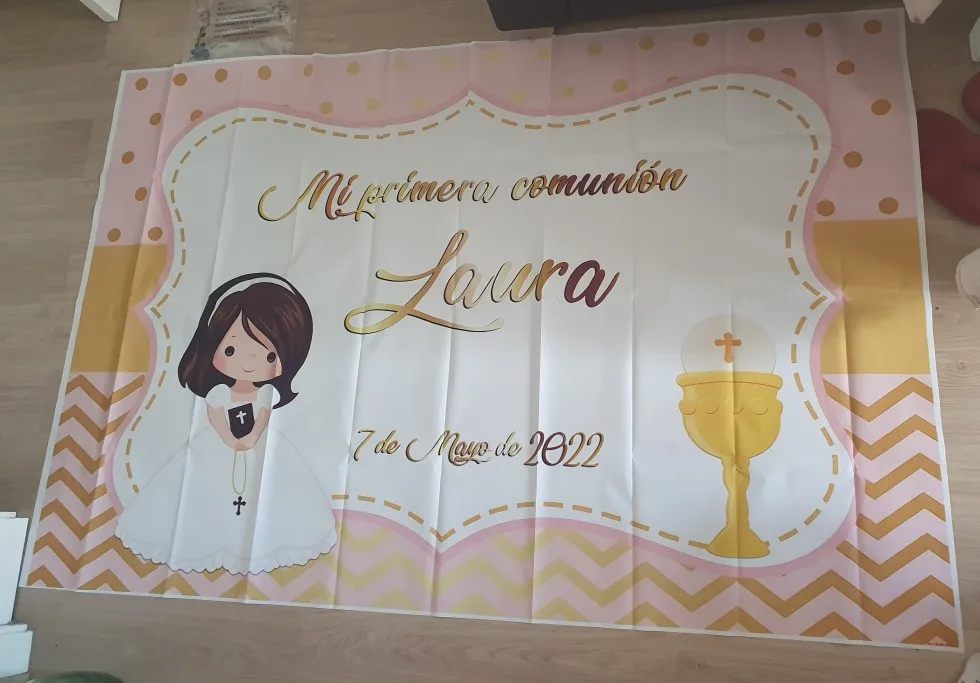 Mi primera comunión
Laura
7 de Mayo de 2022